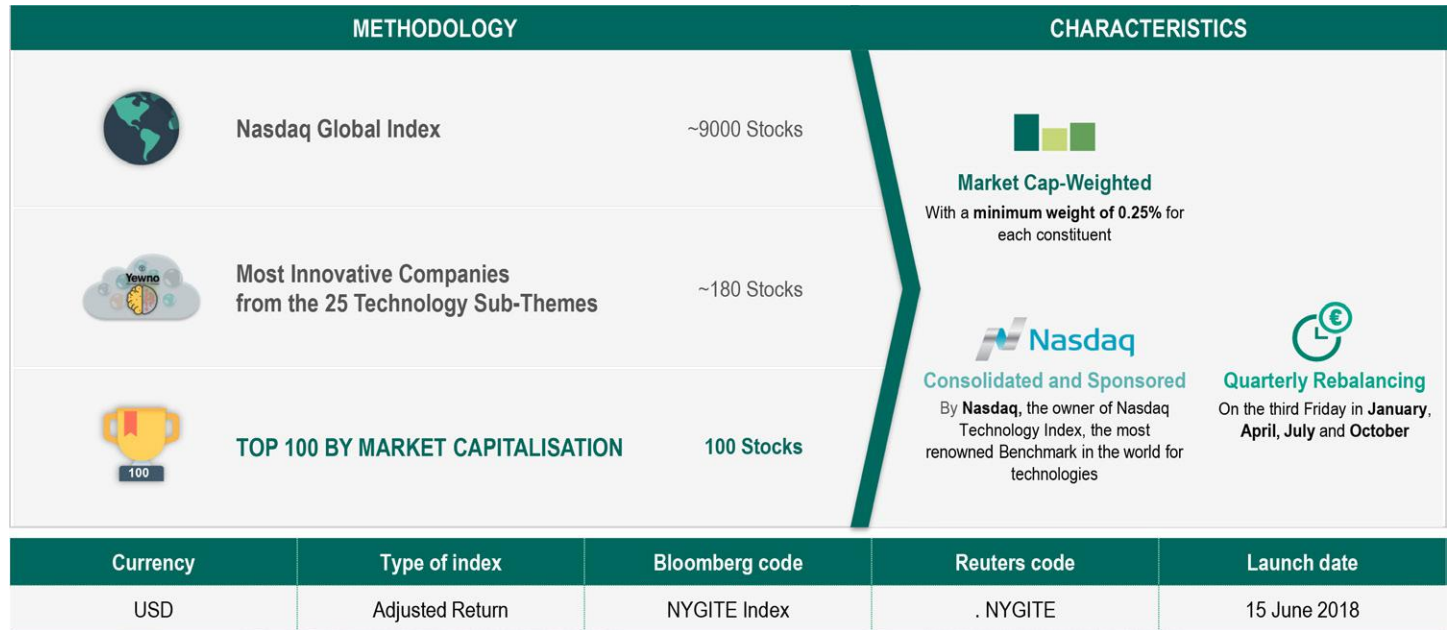 METHODOLOGY
CHARACTERISTICS
Nasdaq Global Index
~9000 Stocks
Yewno
Most Innovative Companies
from the 25 Technology Sub-Themes
~180 Stocks
100
TOP 100 BY MARKET CAPITALISATION
100 Stocks
Market Cap-Weighted
With a minimum weight of 0.25% for
each constituent
Nasdaq
Consolidated and Sponsored
By Nasdaq, the owner of Nasdaq
Technology Index, the most
renowned Benchmark in the world for
technologies
€
Quarterly Rebalancing
On the third Friday in January,
April, July and October
Currency Type of index Bloomberg code Reuters code Launch date
USD Adjusted Return NYGITE Index . NYGITE 15 June 2018